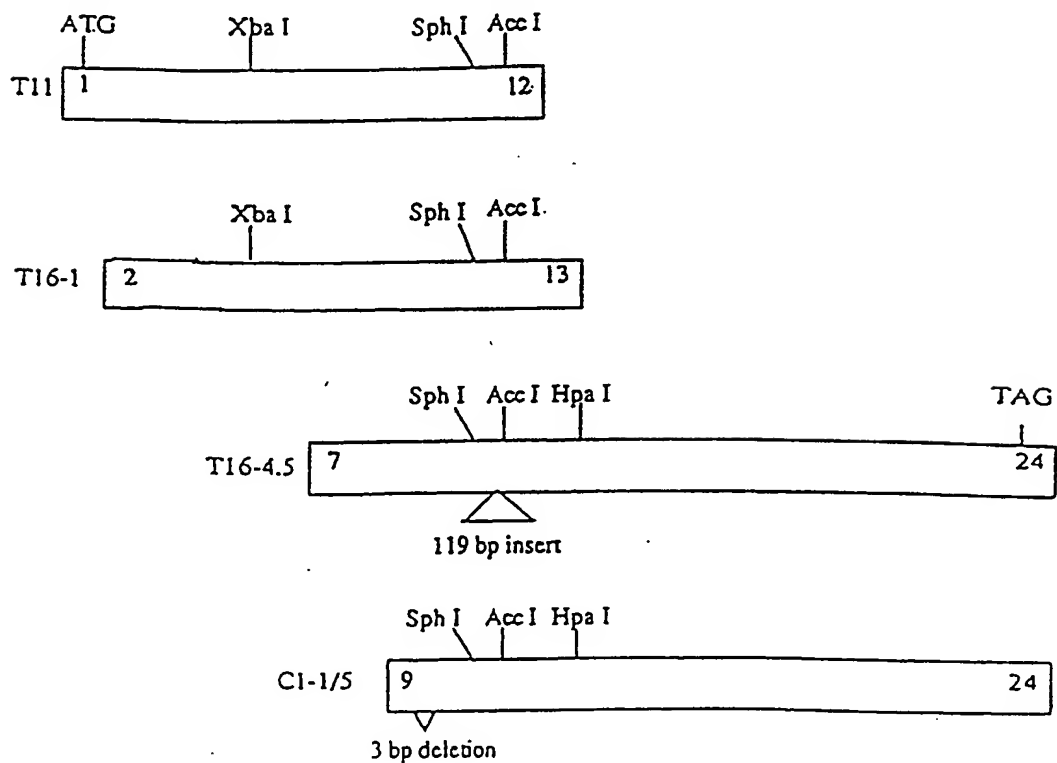 ATG Xba I Sph I Acc I
T11 1 12
Xba I Sph I Acc I.
T16-1 2 13
Sph I Acc I Hpa I TAG
T16-4.5 7 24
119 bp insert
Sph I Acc I Hpa I
C1-1/5 9 24
3 bp deletion